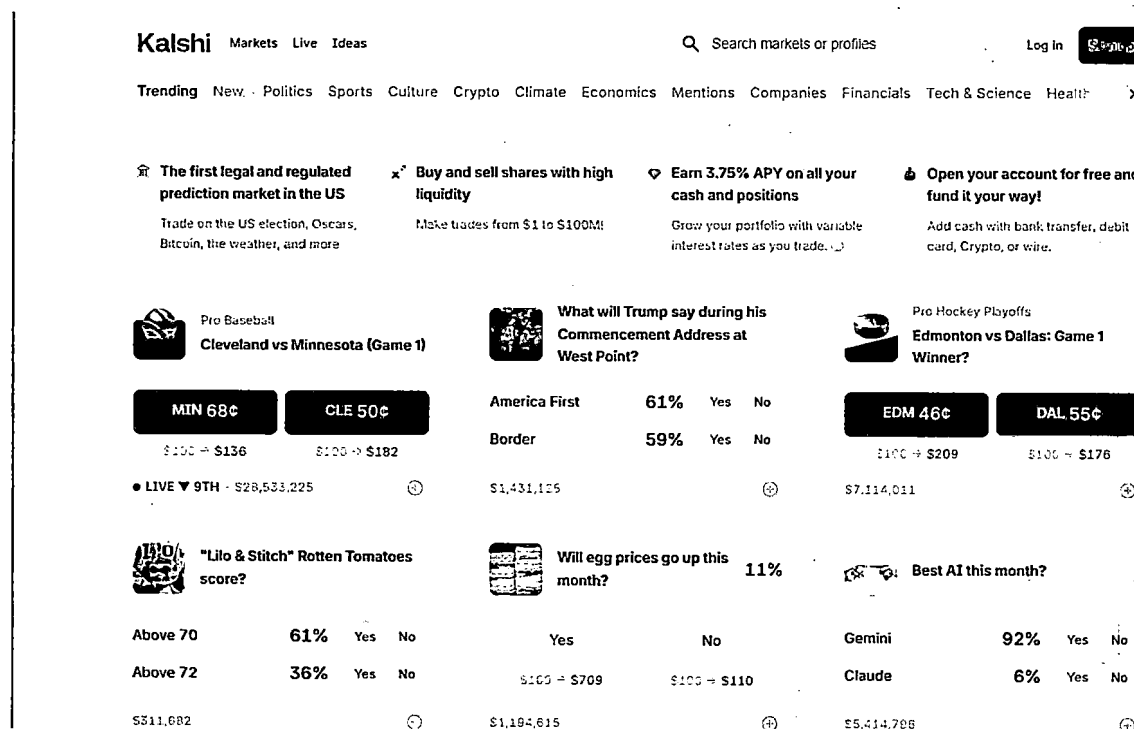 Kalshi Markets Live Ideas Search markets or profiles Log in
Trending New Politics Sports Culture Crypto Climate Economics Mentions Companies Financials Tech & Science Health
The first legal and regulated
prediction market in the US
Trade on the US election, Oscars,
Bitcoin, the weather, and more
Buy and sell shares with high
liquidity
Make trades from $1 to $100M!
Earn 3.75% APY on all your
cash and positions
Grow your portfolio with variable
interest rates as you trade.
Open your account for free and
fund it your way!
Add cash with bank transfer, debit
card, Crypto, or wire.
Pro Baseball
Cleveland vs Minnesota (Game 1)
MIN 68¢ CLE 50¢
$100 → $136 $100 → $182
LIVE ▼ 9TH · $28,533,225
What will Trump say during his
Commencement Address at
West Point?
America First 61% Yes No
Border 59% Yes No
$1,431,125
Pro Hockey Playoffs
Edmonton vs Dallas: Game 1
Winner?
EDM 46¢ DAL 55¢
$100 → $209 $100 → $176
$7,114,011
"Lilo & Stitch" Rotten Tomatoes
score?
Above 70 61% Yes No
Above 72 36% Yes No
$311,682
Will egg prices go up this
month?
11%
Yes No
$100 → $709 $100 → $110
$1,194,615
Best AI this month?
Gemini 92% Yes No
Claude 6% Yes No
$5,414,796